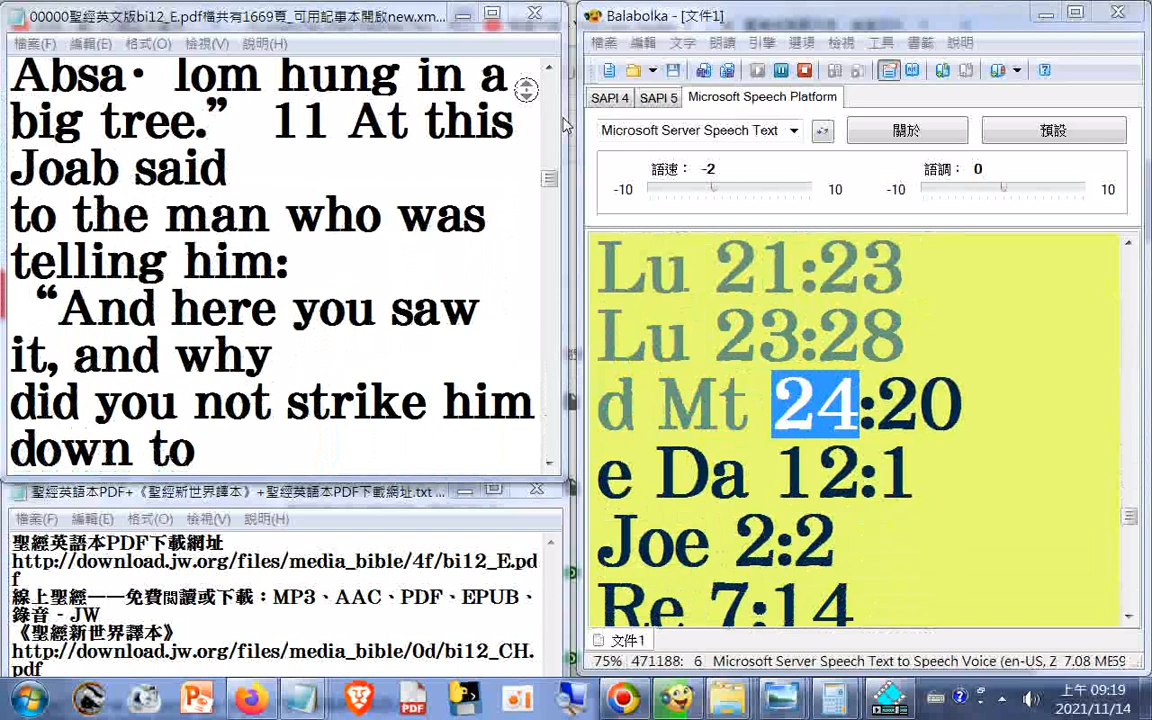 00000聖經英文版bi12_E.pdf檔共有1669頁_可用記事本開啟new.xm...
檔案(F) 編輯(E) 格式(O) 檢視(V) 說明(H)
Absa· lom hung in a
big tree.” 11 At this
Joab said
to the man who was
telling him:
“And here you saw
it, and why
did you not strike him
down to
聖經英語本PDF+《聖經新世界譯本》+聖經英語本PDF下載網址.txt ...
檔案(F) 編輯(E) 格式(O) 檢視(V) 說明(H)
聖經英語本PDF下載網址
http://download.jw.org/files/media_bible/4f/bi12_E.pd
f
線上聖經——免費閱讀或下載：MP3、AAC、PDF、EPUB、
錄音 - JW
《聖經新世界譯本》
http://download.jw.org/files/media_bible/0d/bi12_CH.
pdf
Balabolka - [文件1]
檔案 編輯 文字 朗讀 引擎 選項 檢視 工具 書籤 說明
SAPI 4 SAPI 5 Microsoft Speech Platform
Microsoft Server Speech Text 關於 預設
語速： -2 語調： 0
-10 10 -10 10
Lu 21:23
Lu 23:28
d Mt 24:20
e Da 12:1
Joe 2:2
Re 7:14
文件1
75% 471188: 6 Microsoft Server Speech Text to Speech Voice (en-US, Z 7.08 ME59
PDF
上午 09:19
2021/11/14